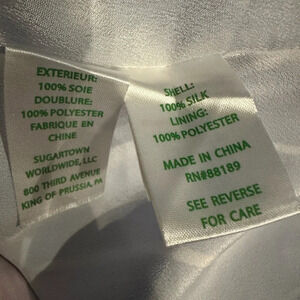 EXTERIEUR:
100% SOIE
DOUBLURE:
100% POLYESTER
FABRIQUE EN
CHINE
SUGARTOWN
WORLDWIDE, LLC
800 THIRD AVENUE
KING OF PRUSSIA, PA
SHELL:
100% SILK
LINING:
100% POLYESTER
MADE IN CHINA
RN#88189
SEE REVERSE
FOR CARE